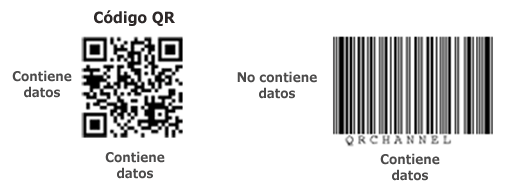 Código QR
Contiene
datos
Contiene
datos
No contiene
datos
QRCHANNEL
Contiene
datos